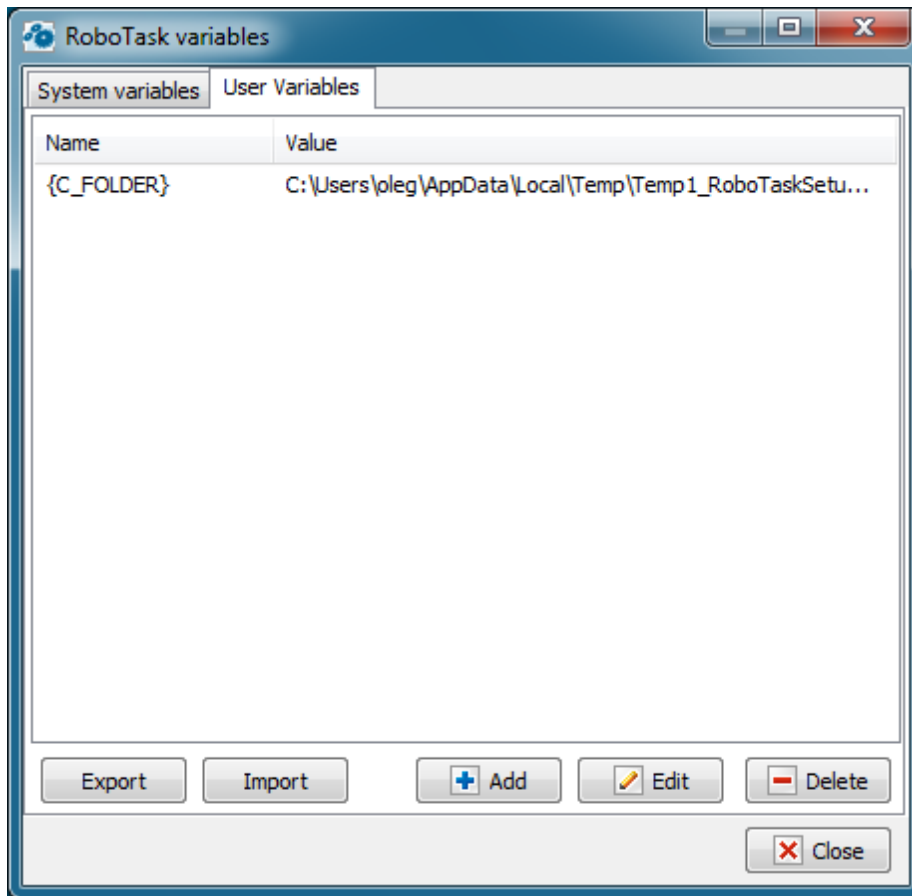 RoboTask variables
System variables User Variables
Name Value
{C_FOLDER} C:\Users\oleg\AppData\Local\Temp\Temp1_RoboTaskSetu...
Export Import Add Edit Delete
Close